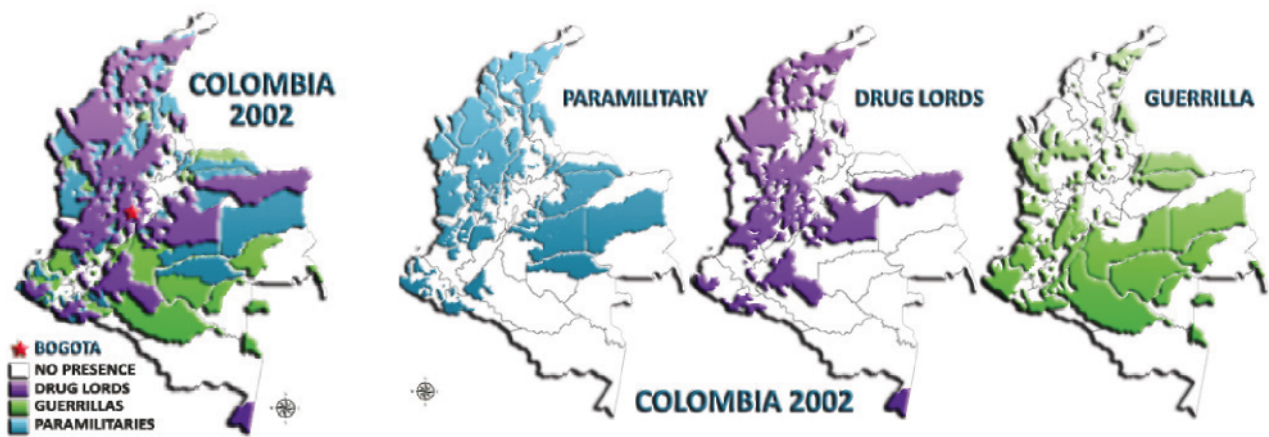 COLOMBIA
2002
BOGOTA
NO PRESENCE
DRUG LORDS
GUERRILLAS
PARAMILITARIES
PARAMILITARY
DRUG LORDS
GUERRILLA
COLOMBIA 2002